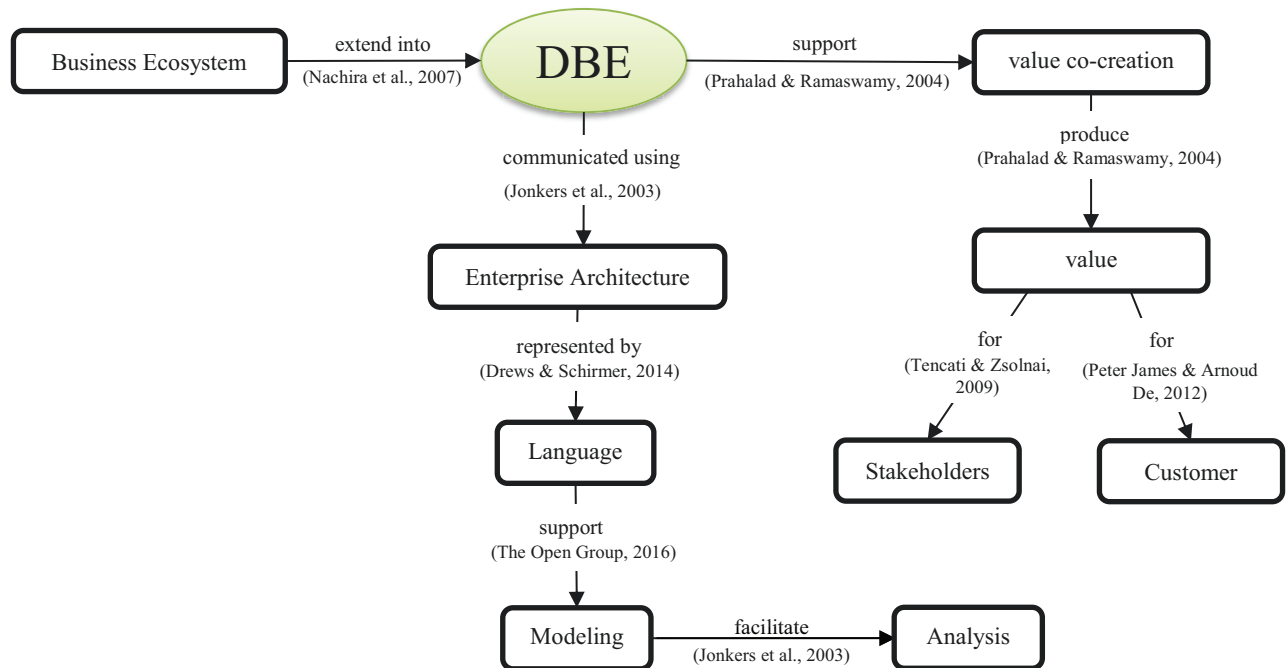 Business Ecosystem
extend into
(Nachira et al., 2007)
DBE
support
(Prahalad & Ramaswamy, 2004)
value co-creation
communicated using
(Jonkers et al., 2003)
produce
(Prahalad & Ramaswamy, 2004)
Enterprise Architecture
value
represented by
(Drews & Schirmer, 2014)
for
(Tencati & Zsolnai,
2009)
for
(Peter James & Arnoud
De, 2012)
Language
Stakeholders
Customer
support
(The Open Group, 2016)
Modeling
facilitate
(Jonkers et al., 2003)
Analysis